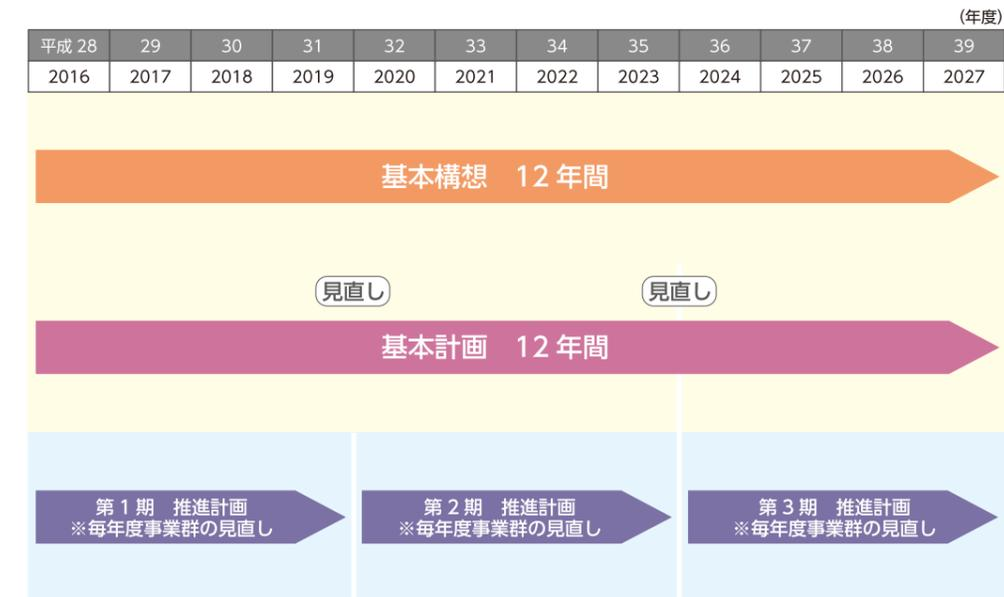 （年度）
平成 28 29 30 31 32 33 34 35 36 37 38 39
2016 2017 2018 2019 2020 2021 2022 2023 2024 2025 2026 2027
基本構想　12 年間
見直し 見直し
基本計画　12 年間
第 1 期　推進計画
※毎年度事業群の見直し
第 2 期　推進計画
※毎年度事業群の見直し
第 3 期　推進計画
※毎年度事業群の見直し